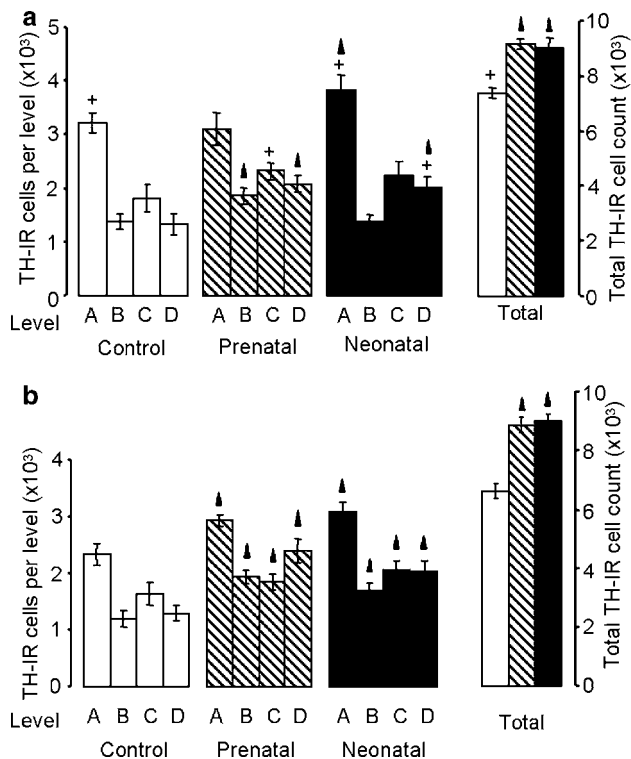 a
TH-IR cells per level (x10³)
5
4
3
2
1
0
+
+
+
+
+
10
8
6
4
2
0
Total TH-IR cell count (x10³)
Level A B C D A B C D A B C D Total
Control Prenatal Neonatal
b
TH-IR cells per level (x10³)
4
3
2
1
0
10
8
6
4
2
0
Total TH-IR cell count (x10³)
Level A B C D A B C D A B C D Total
Control Prenatal Neonatal